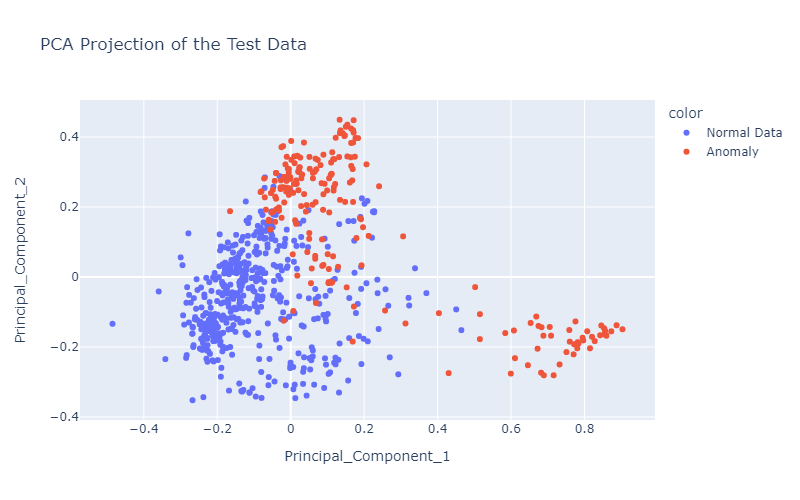 PCA Projection of the Test Data
color
Normal Data
Anomaly
Principal_Component_2
0.4
0.2
0
−0.2
−0.4
−0.4
−0.2
0
0.2
0.4
0.6
0.8
Principal_Component_1